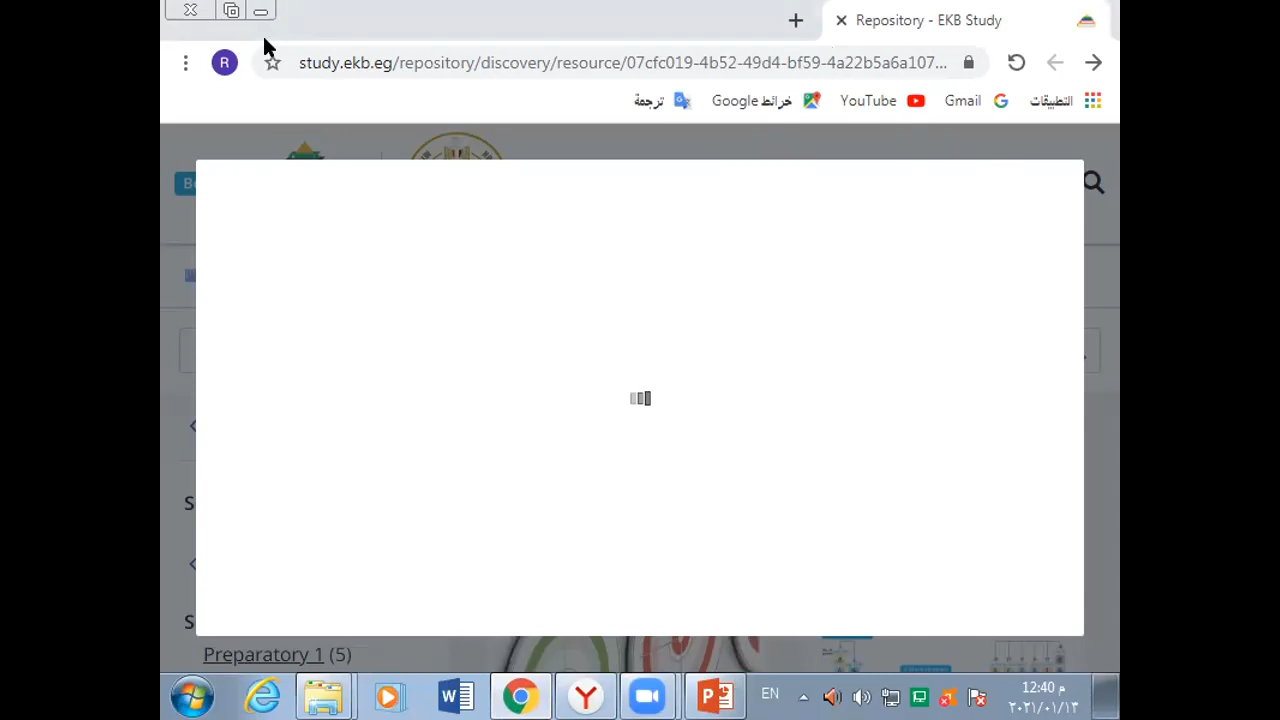 Repository - EKB Study
R
study.ekb.eg/repository/discovery/resource/07cfc019-4b52-49d4-bf59-4a22b5a6a107...
ترجمة
خرائط Google
YouTube
Gmail
التطبيقات
S
S
Preparatory 1 (5)
EN
12:40 م
٢٠٢١/٠١/١٣